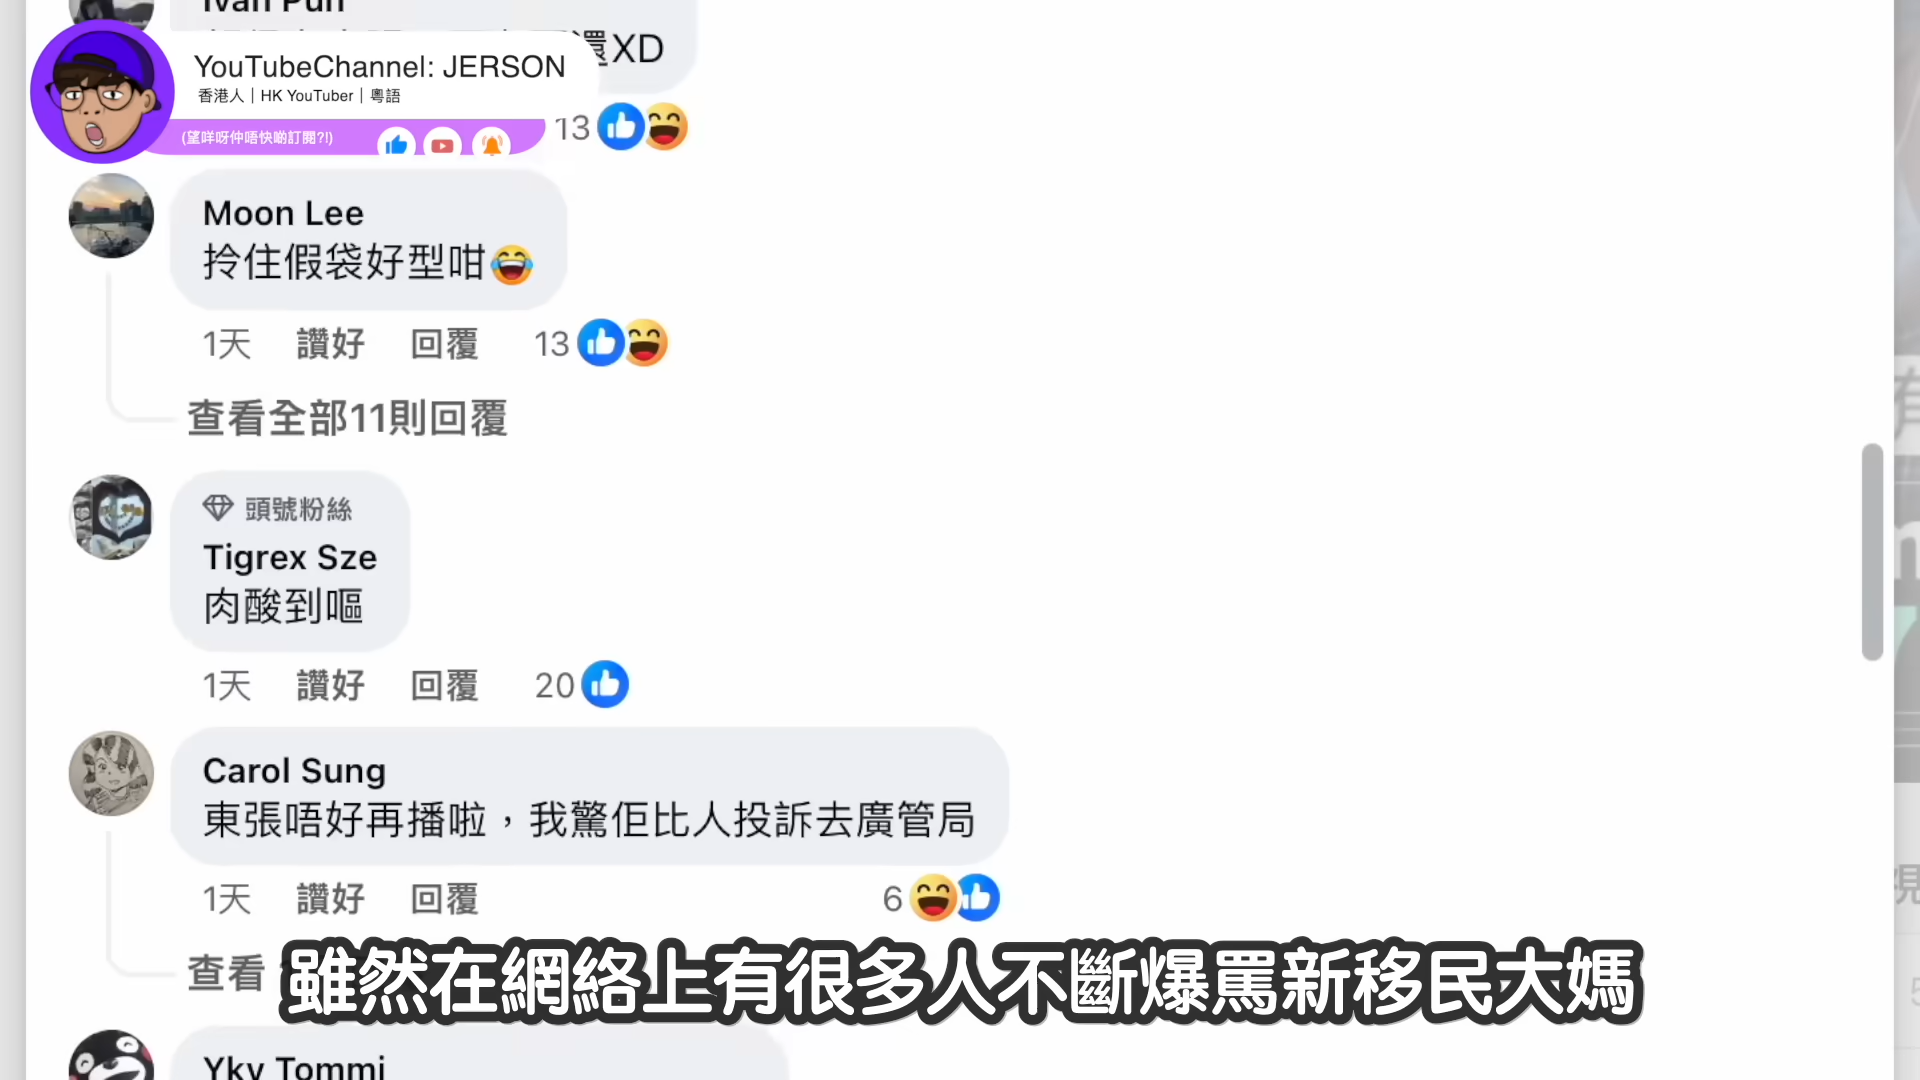 還XD
YouTubeChannel: JERSON
香港人｜HK YouTuber｜粵語
(望咩呀仲唔快啲訂閱?!)
13
Moon Lee
拎住假袋好型咁😂
1天 讚好 回覆 13
查看全部11則回覆
頭號粉絲
Tigrex Sze
肉酸到嘔
1天 讚好 回覆 20
Carol Sung
東張唔好再播啦，我驚佢比人投訴去廣管局
1天 讚好 回覆 6
查看
雖然在網絡上有很多人不斷爆罵新移民大媽
Yky Tommi